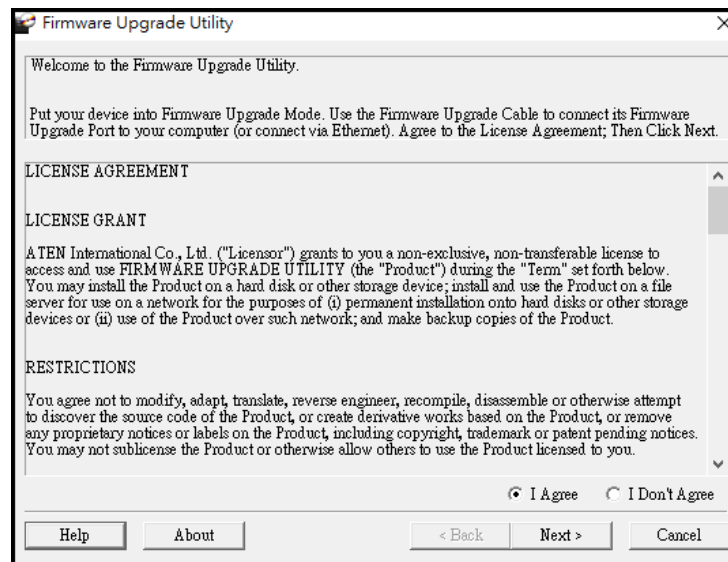 Firmware Upgrade Utility
Welcome to the Firmware Upgrade Utility.
Put your device into Firmware Upgrade Mode. Use the Firmware Upgrade Cable to connect its Firmware
Upgrade Port to your computer (or connect via Ethernet). Agree to the License Agreement; Then Click Next.
LICENSE AGREEMENT
LICENSE GRANT
ATEN International Co., Ltd. ("Licensor") grants to you a non-exclusive, non-transferable license to
access and use FIRMWARE UPGRADE UTILITY (the "Product") during the "Term" set forth below.
You may install the Product on a hard disk or other storage device; install and use the Product on a file
server for use on a network for the purposes of (i) permanent installation onto hard disks or other storage
devices or (ii) use of the Product over such network; and make backup copies of the Product.
RESTRICTIONS
You agree not to modify, adapt, translate, reverse engineer, recompile, disassemble or otherwise attempt
to discover the source code of the Product, or create derivative works based on the Product, or remove
any proprietary notices or labels on the Product, including copyright, trademark or patent pending notices.
You may not sublicense the Product or otherwise allow others to use the Product licensed to you.
I Agree I Don't Agree
Help About < Back Next > Cancel